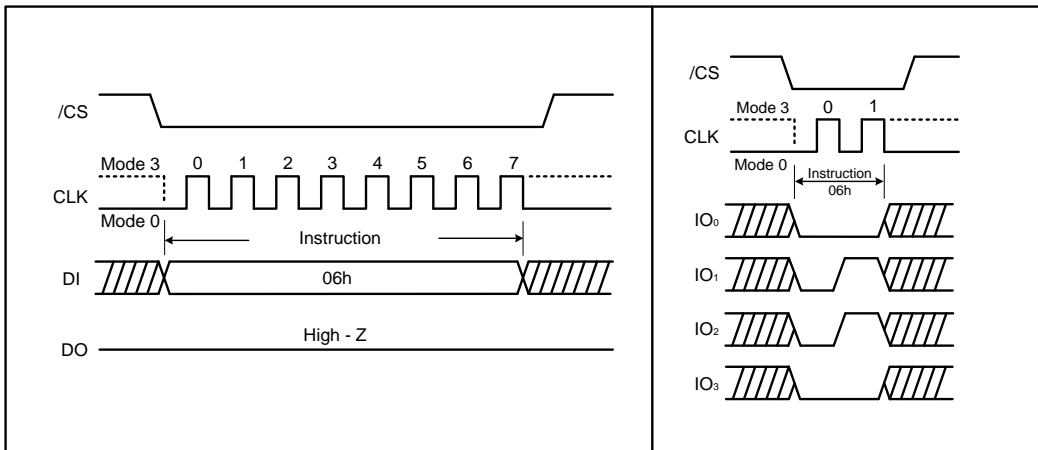 /CS
Mode 3
0 1 2 3 4 5 6 7
CLK
Mode 0
Instruction
DI
06h
High - Z
DO
/CS
Mode 3
0 1
CLK
Mode 0
Instruction
06h
IO₀
IO₁
IO₂
IO₃